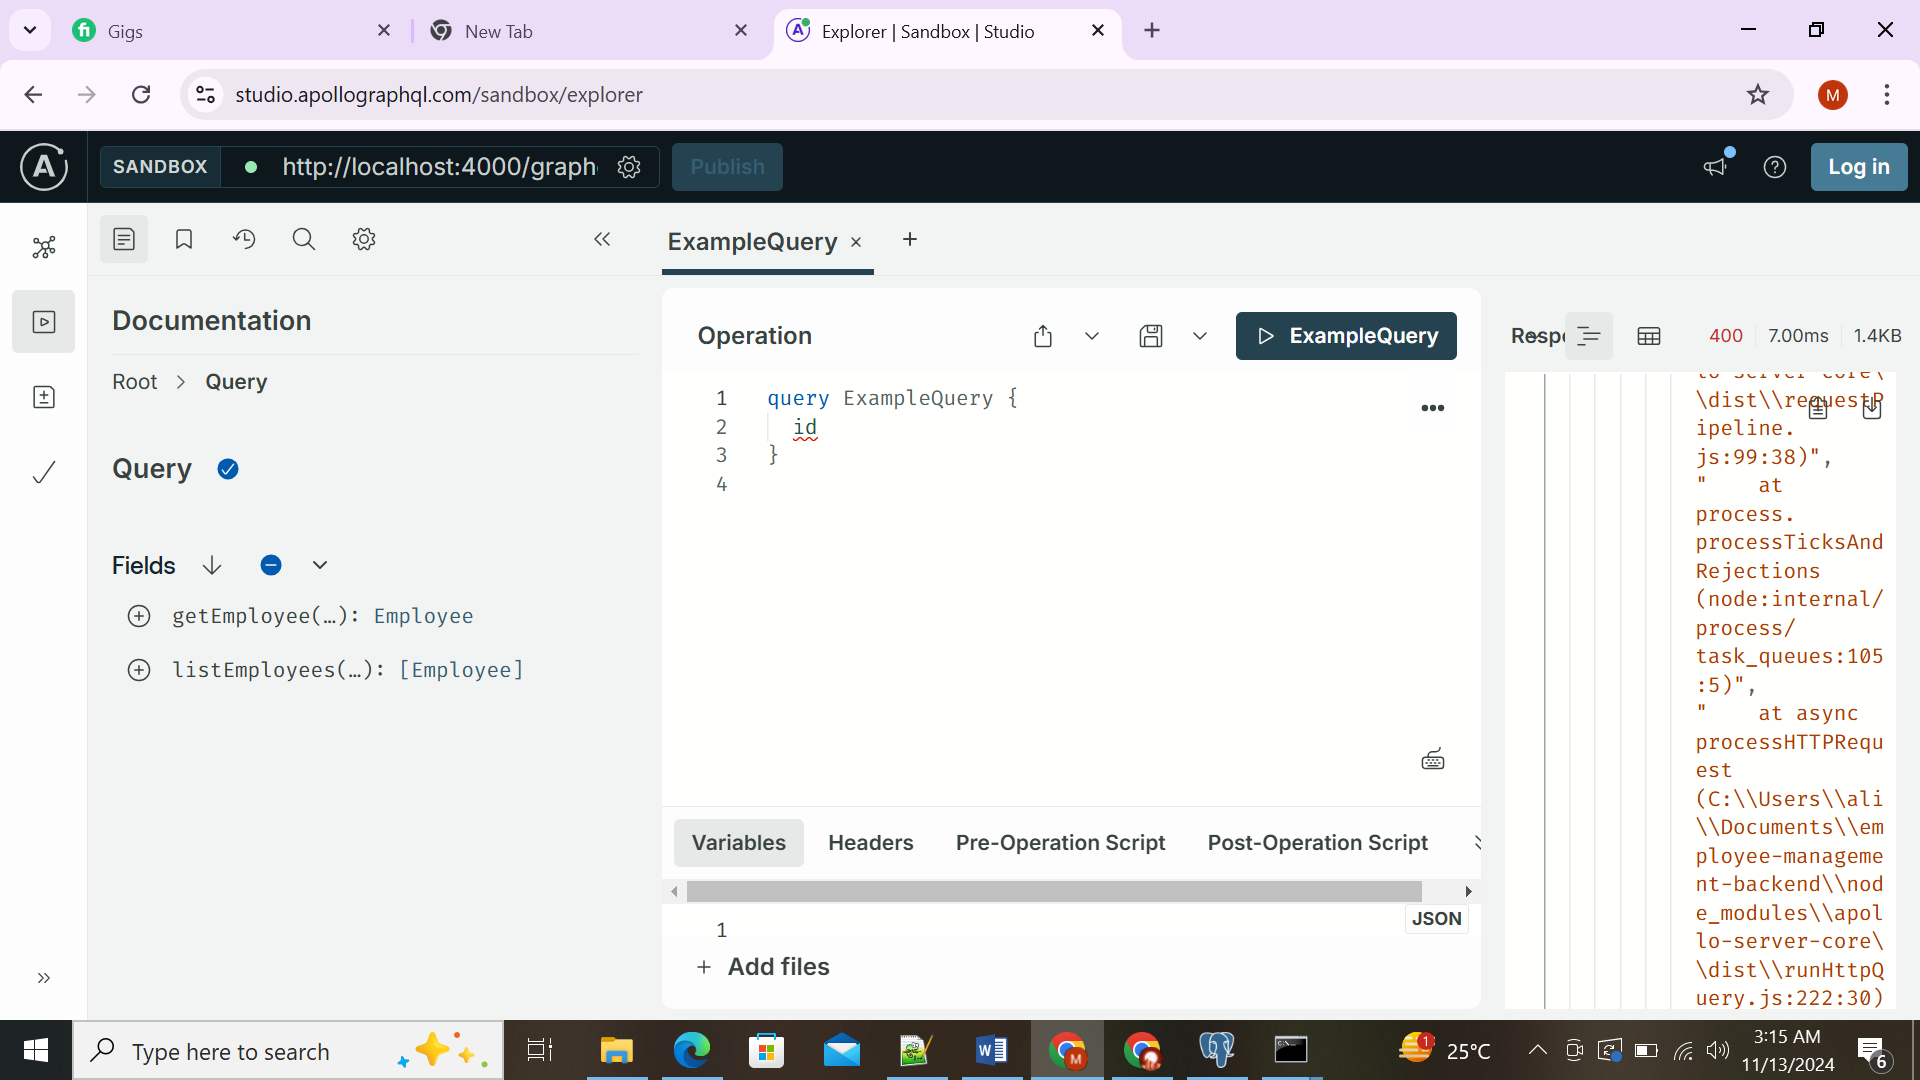 Gigs
New Tab
Explorer | Sandbox | Studio
studio.apollographql.com/sandbox/explorer
M
SANDBOX
http://localhost:4000/graph
Publish
Log in
ExampleQuery
Documentation
Root > Query
Query
Fields
getEmployee(…): Employee
listEmployees(…): [Employee]
Operation
ExampleQuery
1 query ExampleQuery {
2 id
3 }
4
Variables
Headers
Pre-Operation Script
Post-Operation Script
1
JSON
+ Add files
Respo
400
7.00ms
1.4KB
to-server-core\
\dist\\requestP
ipeline.
js:99:38)",
" at
process.
processTicksAnd
Rejections
(node:internal/
process/
task_queues:105
:5)",
" at async
processHTTPRequ
est
(C:\\Users\\ali
\\Documents\\em
ployee-manageme
nt-backend\\nod
e_modules\\apol
lo-server-core\
\dist\\runHttpQ
uery.js:222:30)
Type here to search
1
25°C
3:15 AM
11/13/2024
6